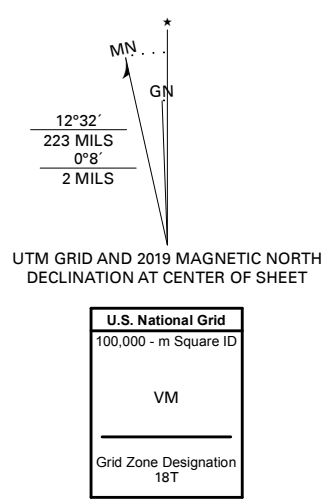 ★
MN
GN
12°32´
223 MILS
0°8´
2 MILS
UTM GRID AND 2019 MAGNETIC NORTH
DECLINATION AT CENTER OF SHEET
U.S. National Grid
100,000 - m Square ID
VM
Grid Zone Designation
18T